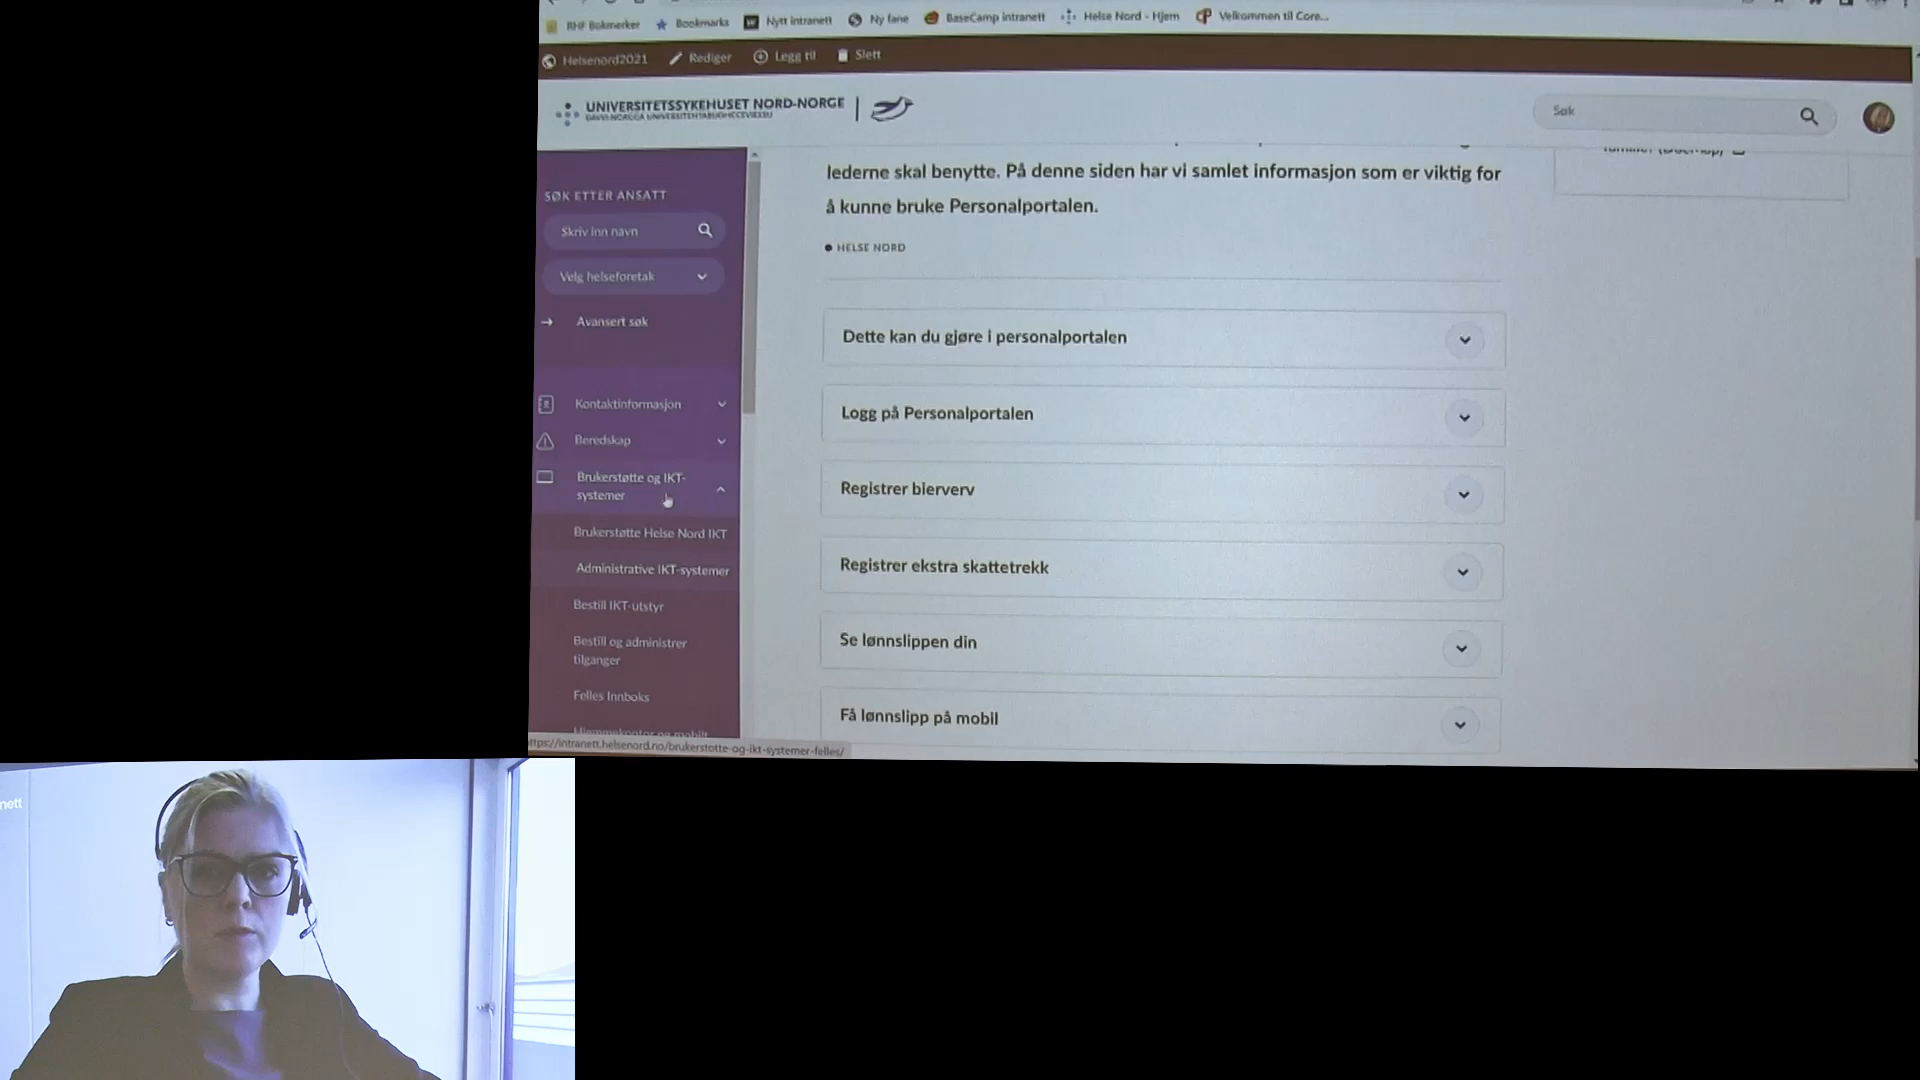 RHF Bokmerker
Bookmarks
Nytt intranett
Ny fane
BaseCamp intranett
Helse Nord - Hjem
Velkommen til Core...
Helsenord2021
Rediger
Legg til
Slett
UNIVERSITETSSYKEHUSET NORD-NORGE
Søk
SØK ETTER ANSATT
Skriv inn navn
Velg helseforetak
Avansert søk
Kontaktinformasjon
Beredskap
Brukerstøtte og IKT-
systemer
Brukerstøtte Helse Nord IKT
Administrative IKT-systemer
Bestill IKT-utstyr
Bestill og administrer
tilganger
Felles Innboks
Hjemmekontor og mobilt
ttps://intranett.helsenord.no/brukerstotte-og-ikt-systemer-felles/
lederne skal benytte. På denne siden har vi samlet informasjon som er viktig for
å kunne bruke Personalportalen.
HELSE NORD
Dette kan du gjøre i personalportalen
Logg på Personalportalen
Registrer bierverv
Registrer ekstra skattetrekk
Se lønnslippen din
Få lønnslipp på mobil
nett